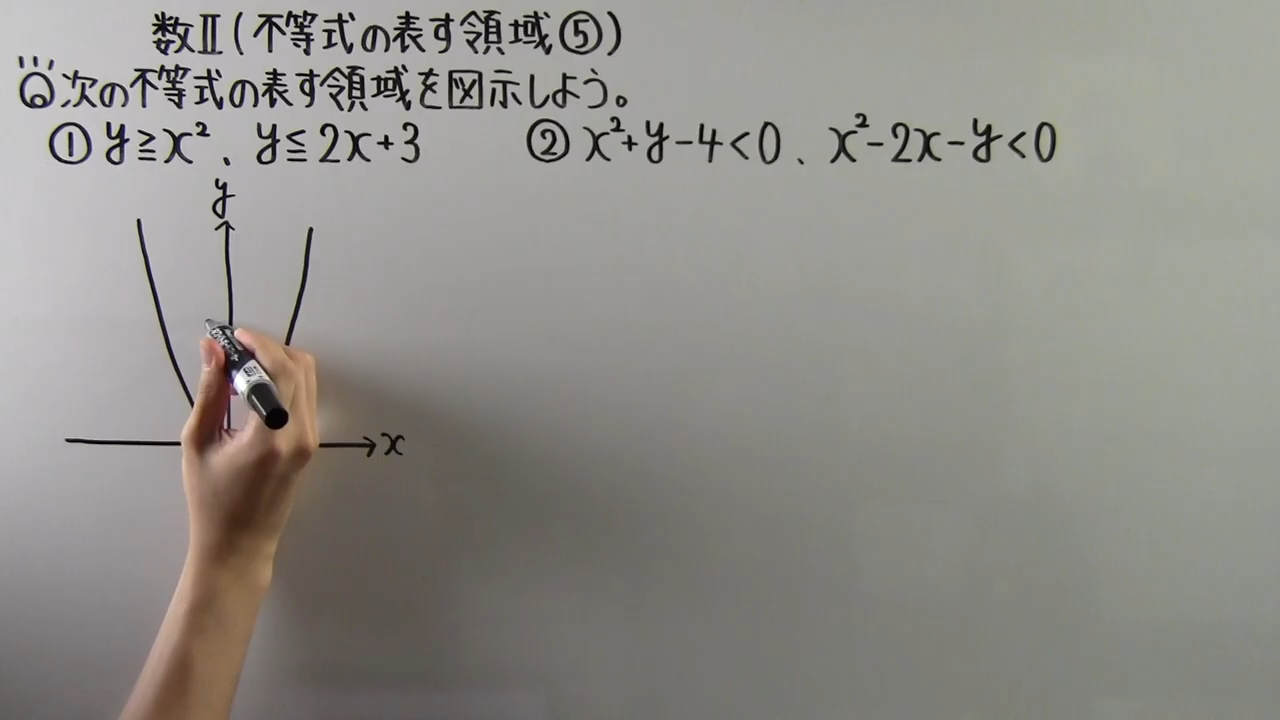 数Ⅱ(不等式の表す領域⑤)
Q次の不等式の表す領域を図示しよう。
① y≧x²、y≦2x+3 ② x²+y-4<0、x²-2x-y<0
y
x